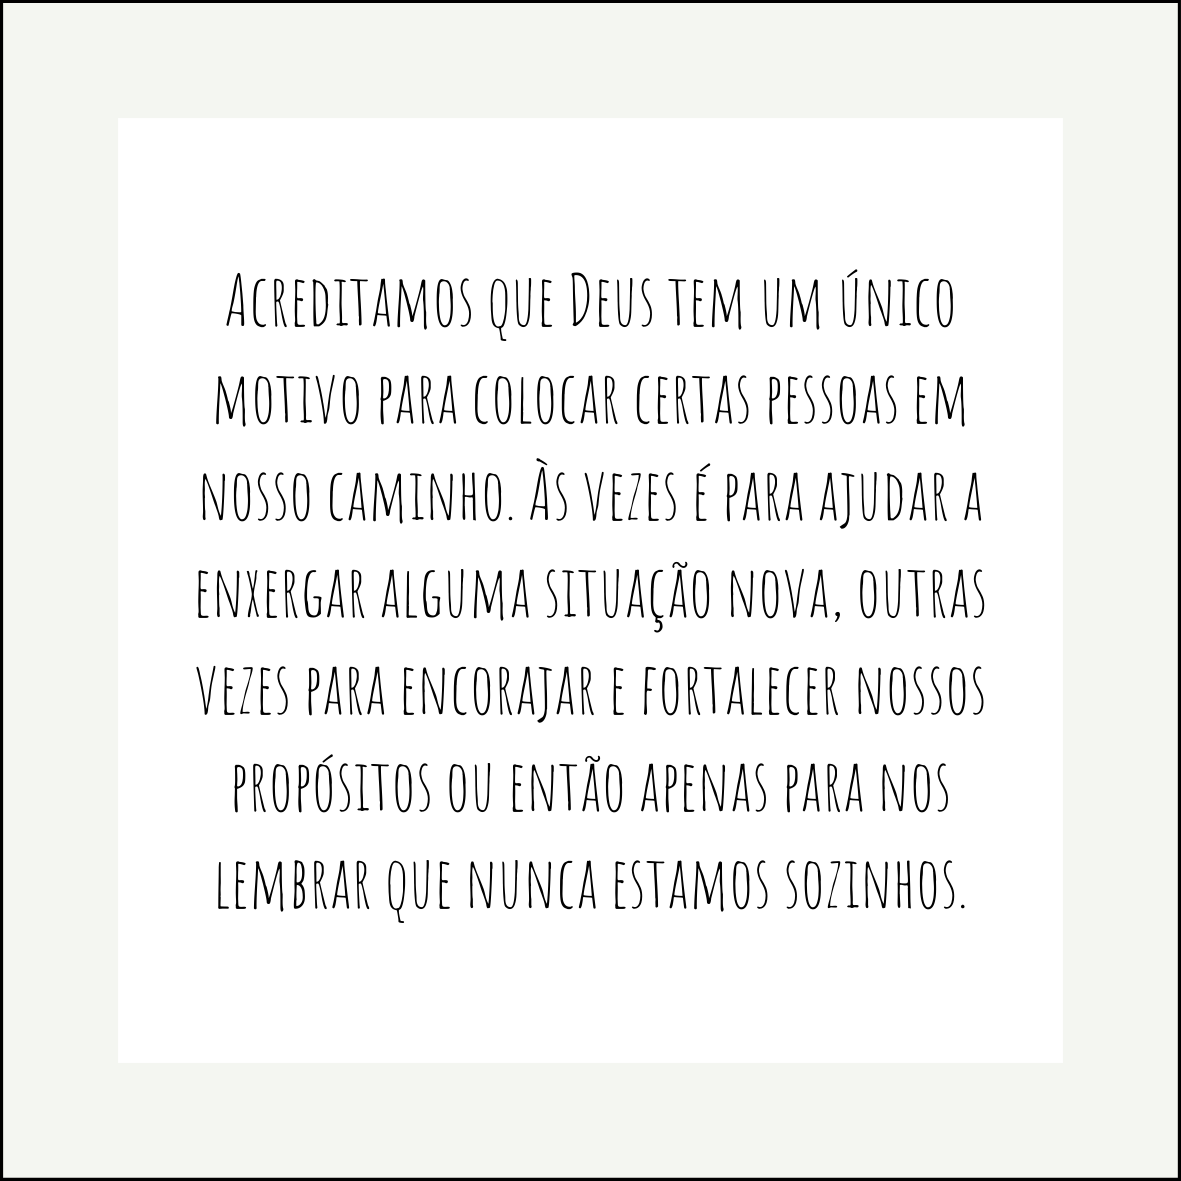 Acreditamos que Deus tem um único
motivo para colocar certas pessoas em
nosso caminho. Às vezes é para ajudar a
enxergar alguma situação nova, outras
vezes para encorajar e fortalecer nossos
propósitos ou então apenas para nos
lembrar que nunca estamos sozinhos.